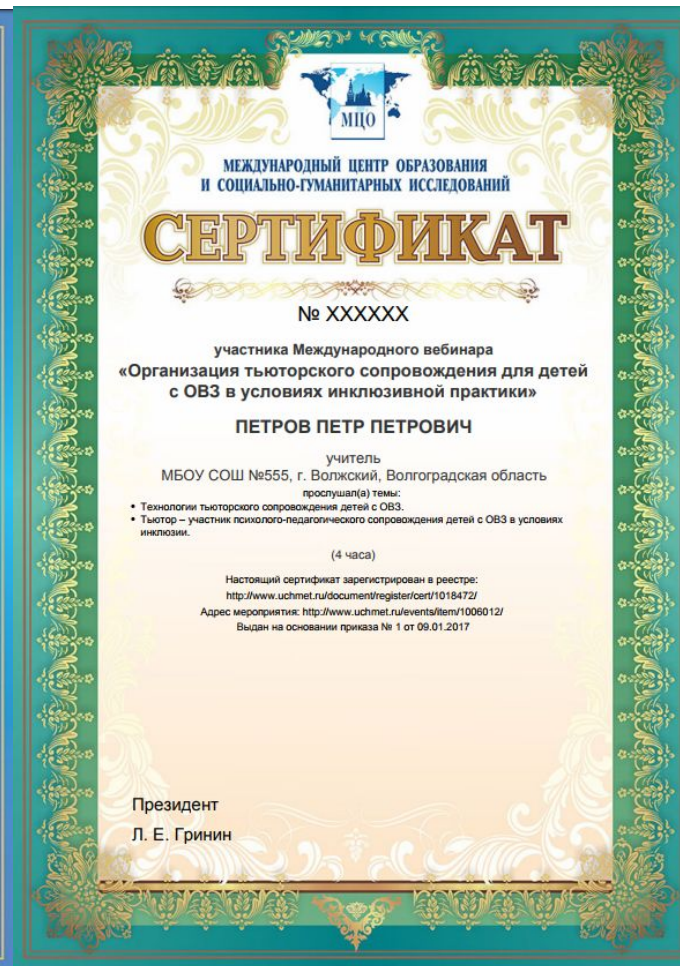 МЦО
МЕЖДУНАРОДНЫЙ ЦЕНТР ОБРАЗОВАНИЯ
И СОЦИАЛЬНО-ГУМАНИТАРНЫХ ИССЛЕДОВАНИЙ
СЕРТИФИКАТ
№ XXXXXX
участника Международного вебинара
«Организация тьюторского сопровождения для детей
с ОВЗ в условиях инклюзивной практики»
ПЕТРОВ ПЕТР ПЕТРОВИЧ
учитель
МБОУ СОШ №555, г. Волжский, Волгоградская область
прослушал(а) темы:
• Технологии тьюторского сопровождения детей с ОВЗ.
• Тьютор – участник психолого-педагогического сопровождения детей с ОВЗ в условиях
инклюзии.
(4 часа)
Настоящий сертификат зарегистрирован в реестре:
http://www.uchmet.ru/document/register/cert/1018472/
Адрес мероприятия: http://www.uchmet.ru/events/item/1006012/
Выдан на основании приказа № 1 от 09.01.2017
Президент
Л. Е. Гринин